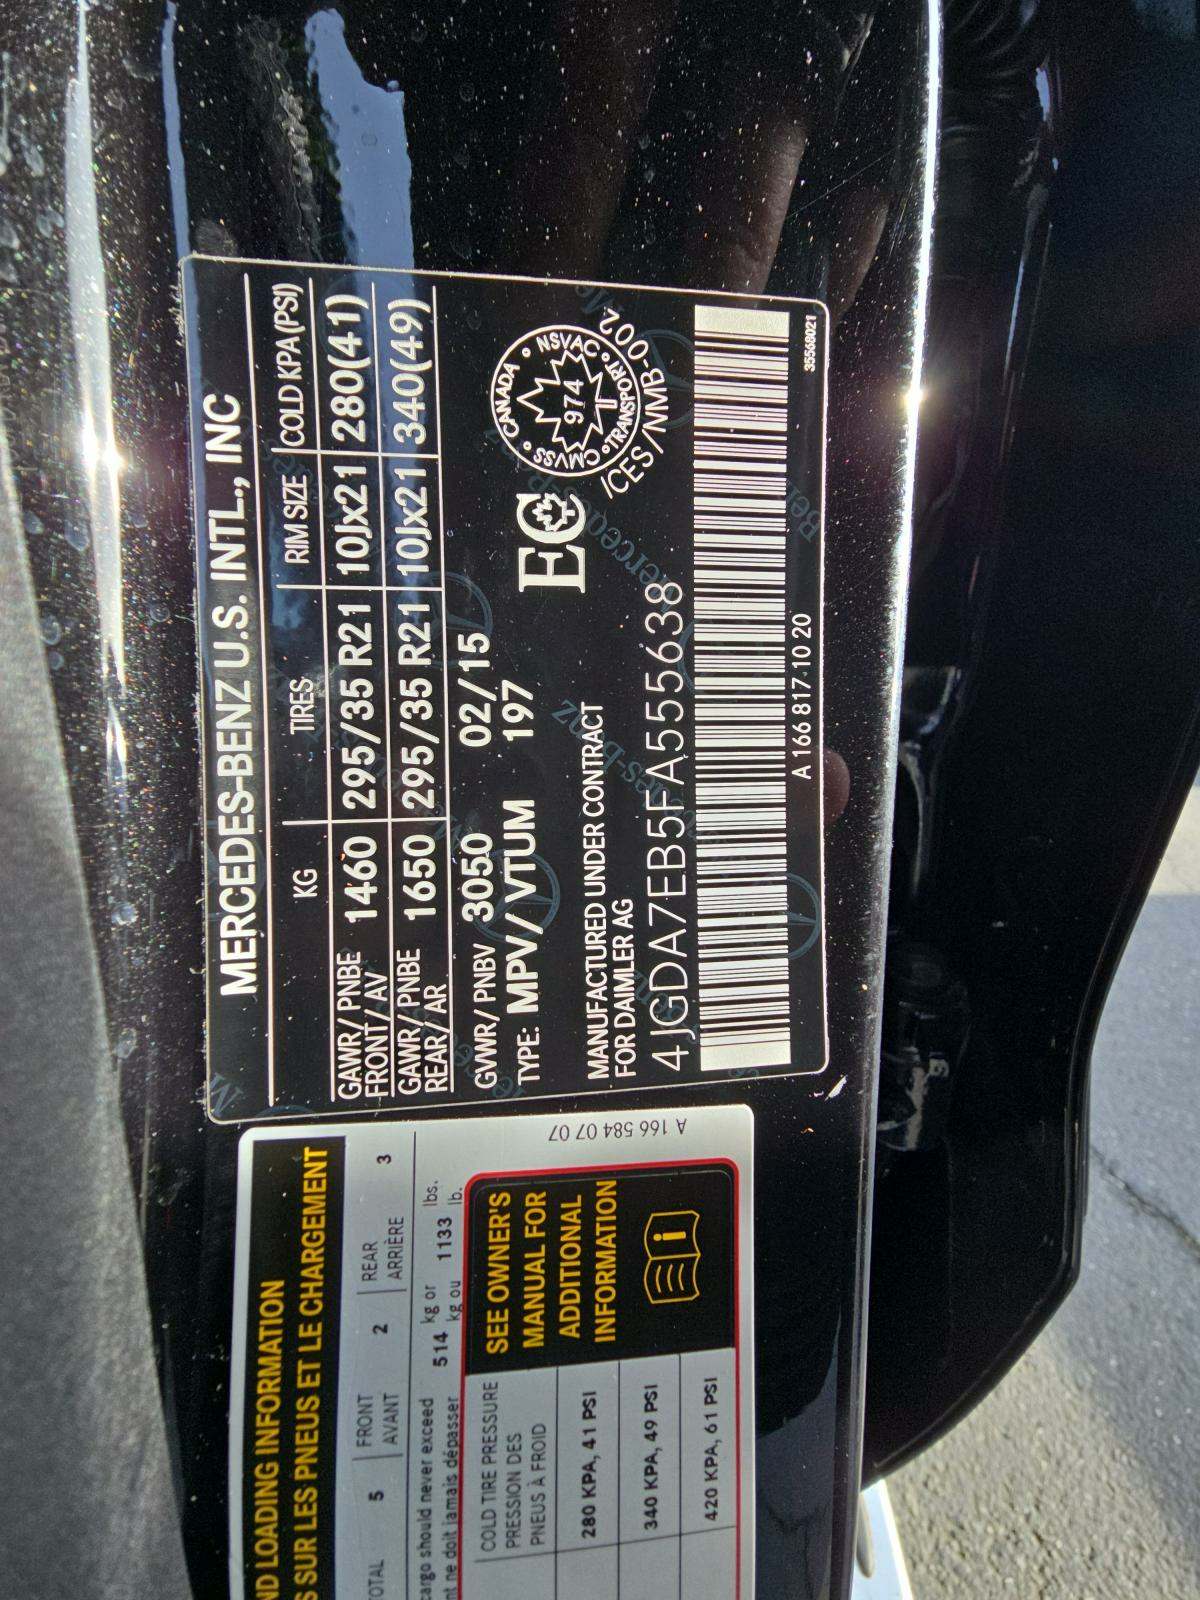 MERCEDES-BENZ U.S. INTL., INC
KG TIRES RIM SIZE COLD KPA (PSI)
GAWR/PNBE
FRONT/AV 1460 295/35 R21 10Jx21 280(41)
GAWR/PNBE
REAR/AR 1650 295/35 R21 10Jx21 340(49)
GVWR/PNBV 3050 02/15
TYPE: MPV/VTUM 197
EC
CANADA • NSVAC • TRANSPORT • CMVSS •
974
/CES/NMB-002
MANUFACTURED UNDER CONTRACT
FOR DAIMLER AG
4JGDA7EB5FA555638
A 166 817 10 20
35568021
LOADING INFORMATION
SUR LES PNEUS ET LE CHARGEMENT
5 FRONT 2 REAR 3
AVANT ARRIÈRE
cargo should never exceed 514 kg or 1133 lbs.
ne doit jamais dépasser kg ou lb.
COLD TIRE PRESSURE
PRESSION DES
PNEUS À FROID
280 KPA, 41 PSI
340 KPA, 49 PSI
420 KPA, 61 PSI
SEE OWNER'S
MANUAL FOR
ADDITIONAL
INFORMATION
A 166 584 07 07